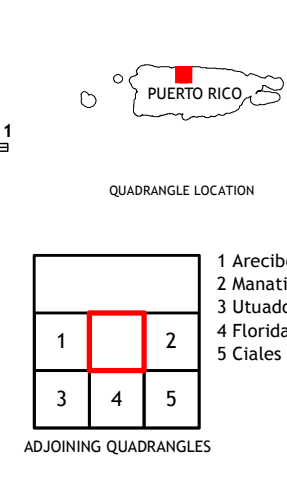 PUERTO RICO
1
QUADRANGLE LOCATION
1 Arecibo
2 Manati
3 Utuado
4 Florida
5 Ciales
1
2
3 4 5
ADJOINING QUADRANGLES